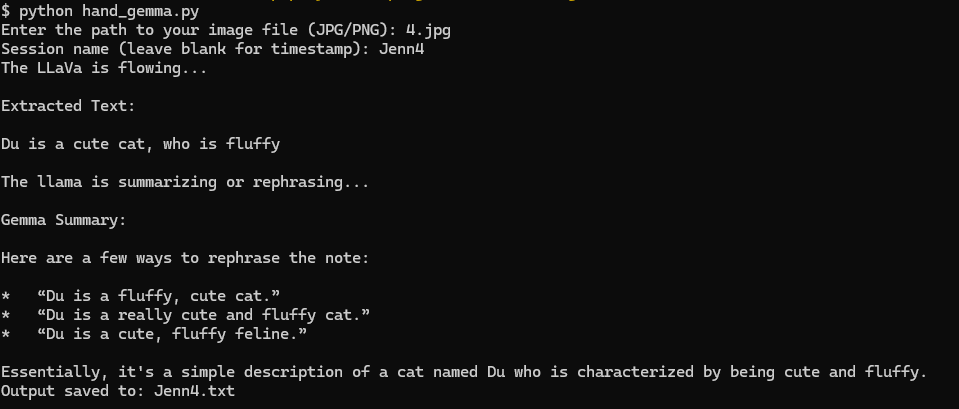 $ python hand_gemma.py
Enter the path to your image file (JPG/PNG): 4.jpg
Session name (leave blank for timestamp): Jenn4
The LLaVa is flowing...
Extracted Text:
Du is a cute cat, who is fluffy
The llama is summarizing or rephrasing...
Gemma Summary:
Here are a few ways to rephrase the note:
*   “Du is a fluffy, cute cat.”
*   “Du is a really cute and fluffy cat.”
*   “Du is a cute, fluffy feline.”
Essentially, it's a simple description of a cat named Du who is characterized by being cute and fluffy.
Output saved to: Jenn4.txt